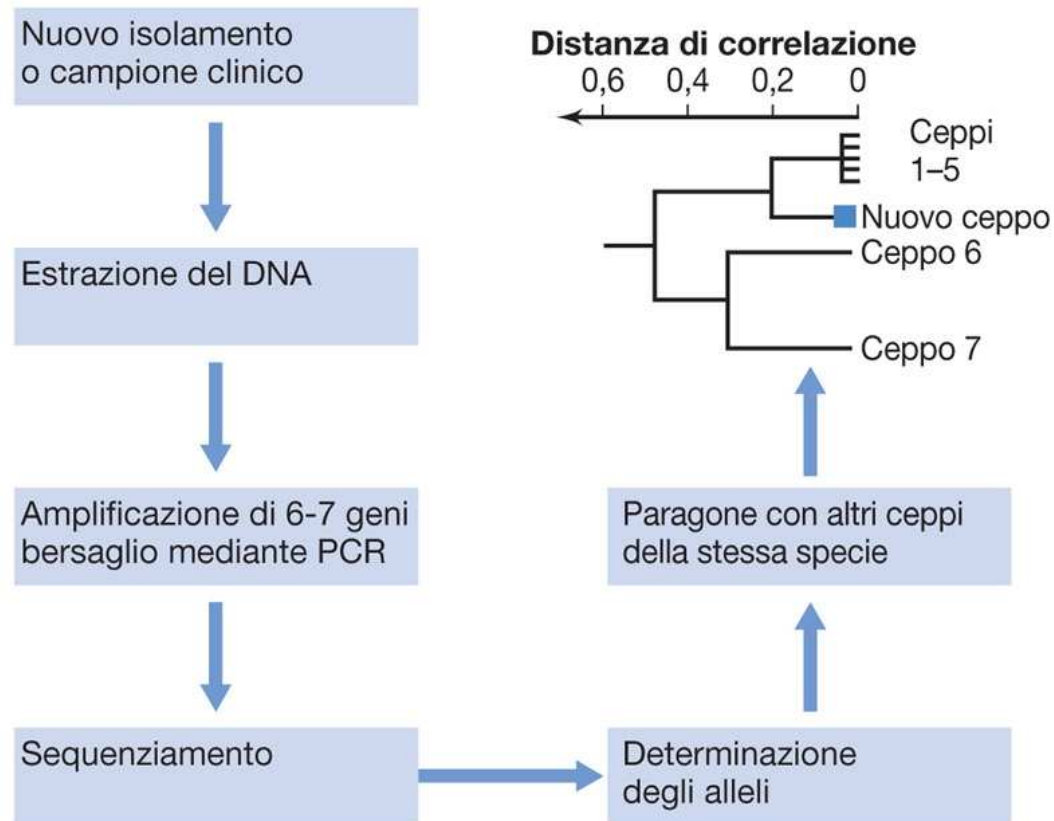 Nuovo isolamento
o campione clinico
Estrazione del DNA
Amplificazione di 6-7 geni
bersaglio mediante PCR
Sequenziamento
Determinazione
degli alleli
Paragone con altri ceppi
della stessa specie
Distanza di correlazione
0,6 0,4 0,2 0
Ceppi
1–5
Nuovo ceppo
Ceppo 6
Ceppo 7